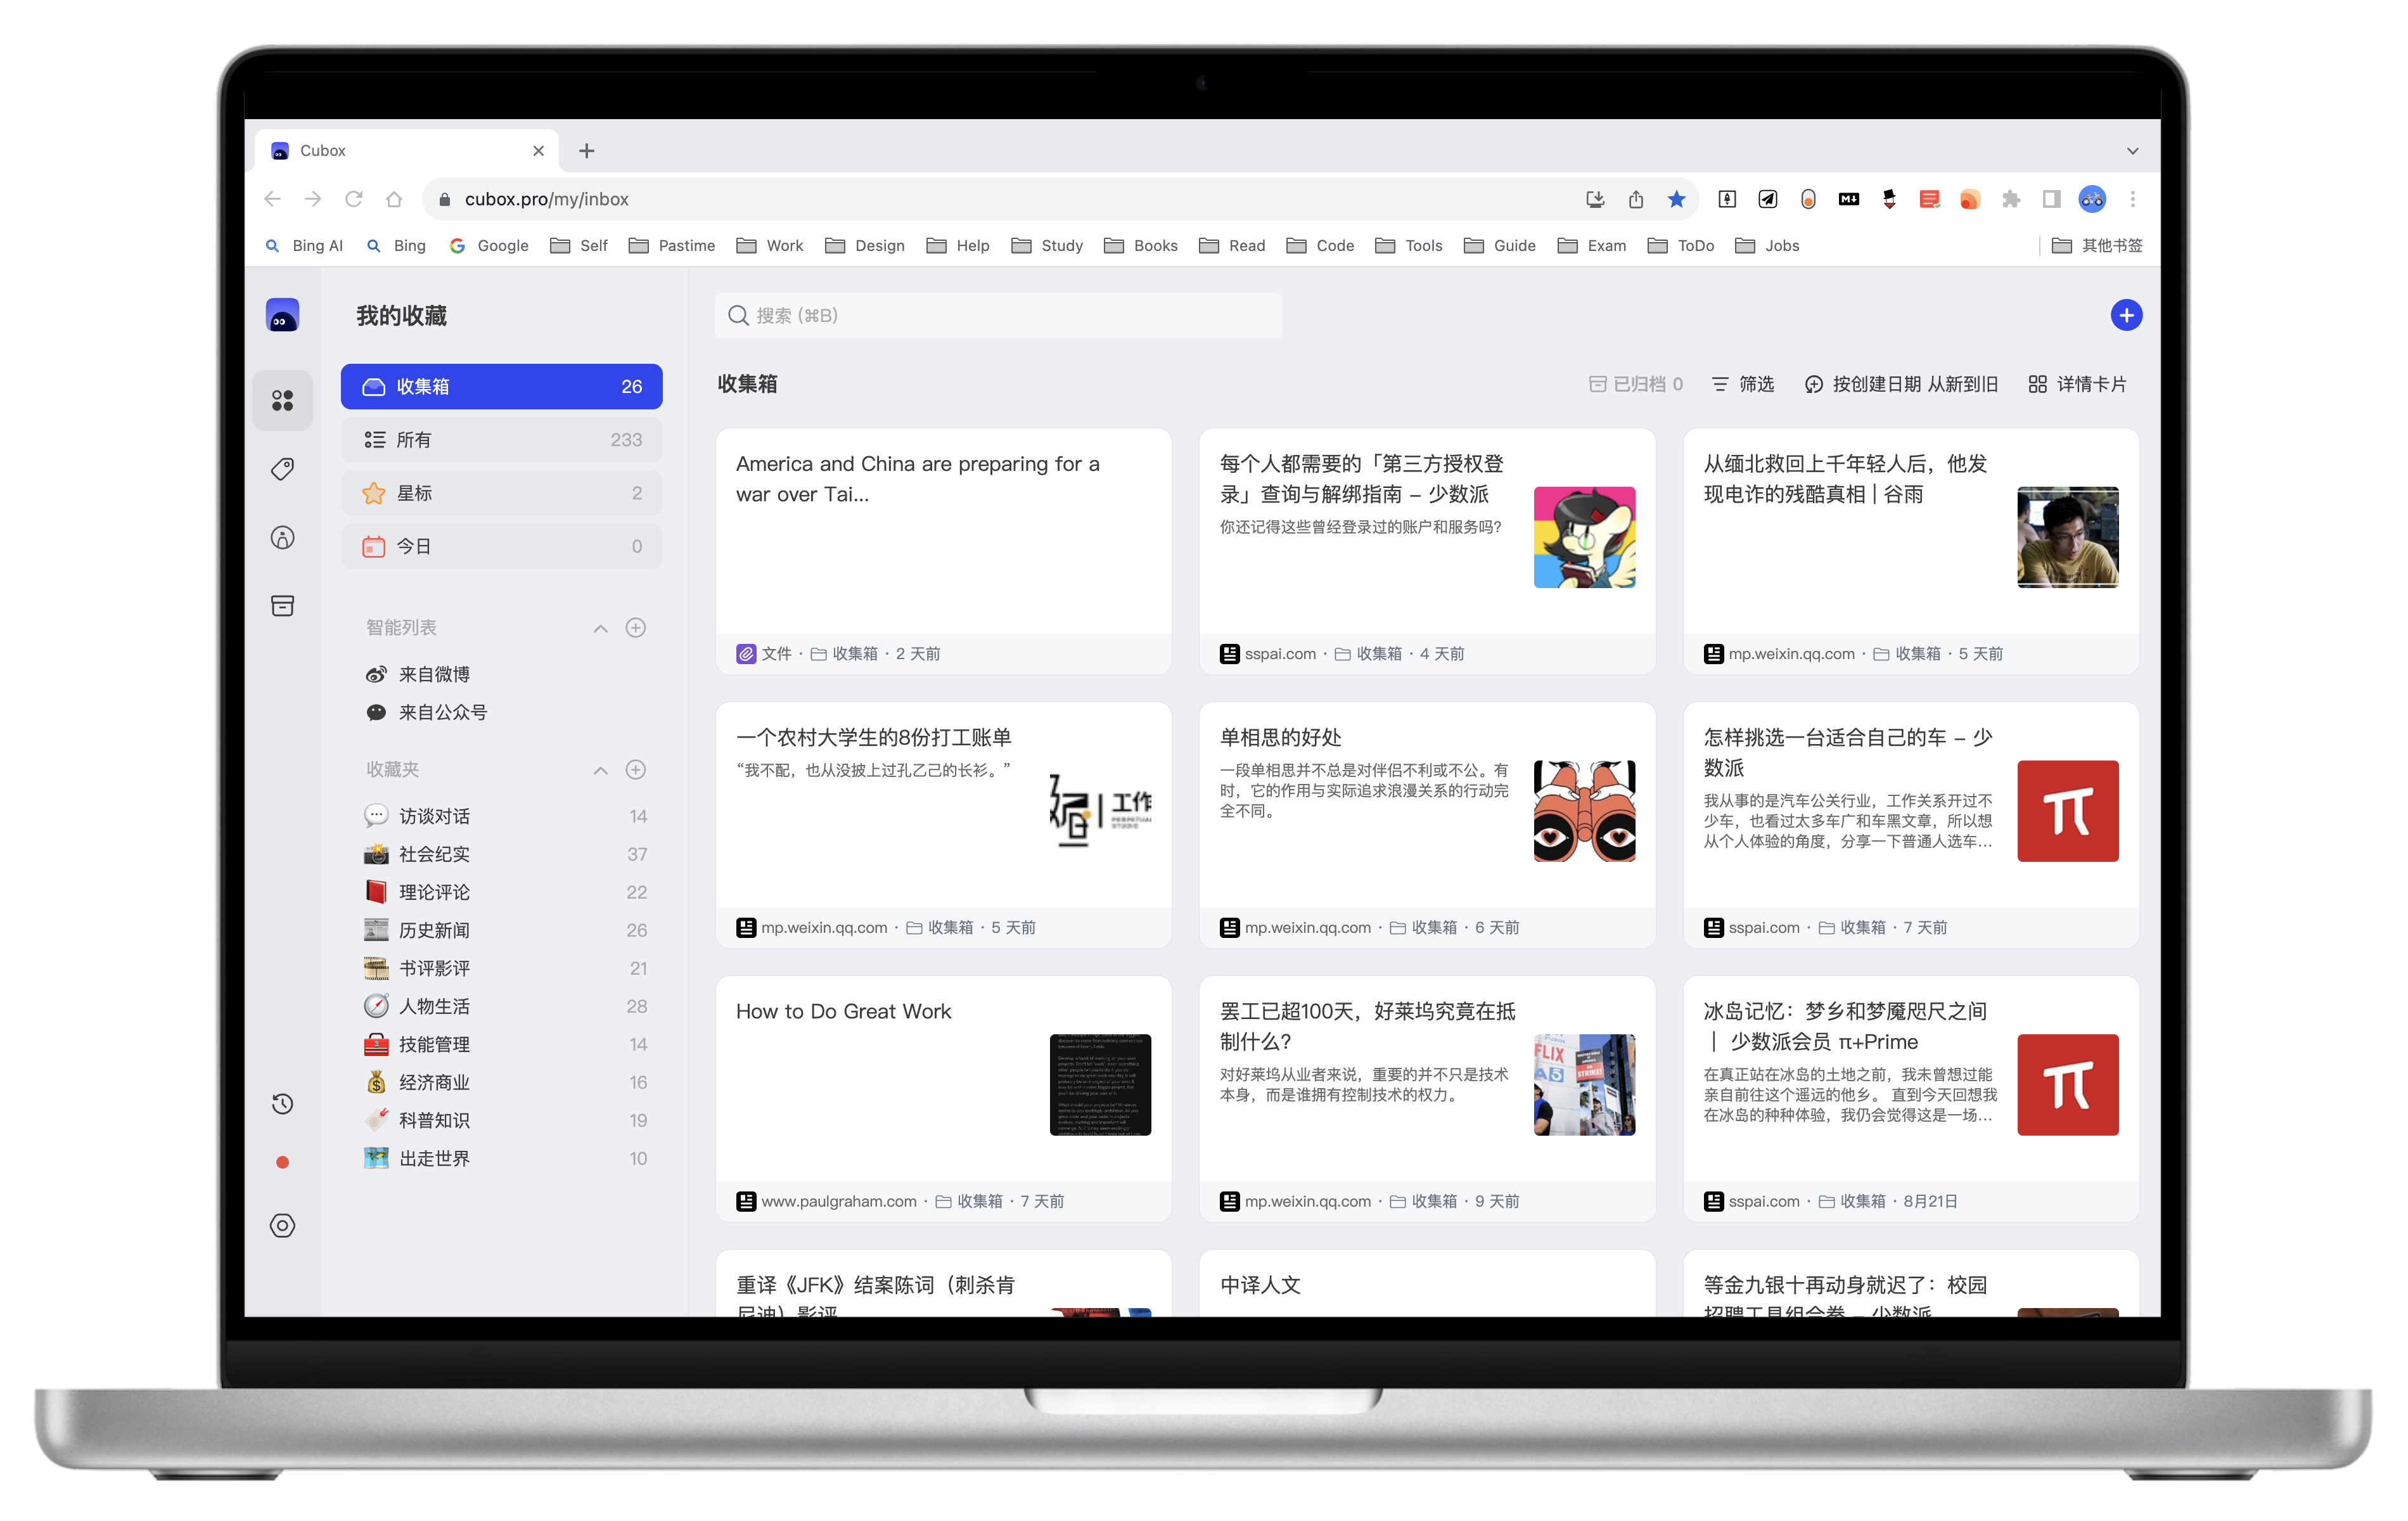 Cubox
cubox.pro/my/inbox
Bing AI Bing Google Self Pastime Work Design Help Study Books Read Code Tools Guide Exam ToDo Jobs 其他书签
我的收藏
收集箱 26
所有 233
星标 2
今日 0
智能列表
来自微博
来自公众号
收藏夹
访谈对话 14
社会纪实 37
理论评论 22
历史新闻 26
书评影评 21
人物生活 28
技能管理 14
经济商业 16
科普知识 19
出走世界 10
搜索 (⌘B)
收集箱
已归档 0 筛选 按创建日期 从新到旧 详情卡片
America and China are preparing for a
war over Tai...
文件 · 收集箱 · 2 天前
每个人都需要的「第三方授权登
录」查询与解绑指南 – 少数派
你还记得这些曾经登录过的账户和服务吗?
sspai.com · 收集箱 · 4 天前
从缅北救回上千年轻人后，他发
现电诈的残酷真相 | 谷雨
mp.weixin.qq.com · 收集箱 · 5 天前
一个农村大学生的8份打工账单
“我不配，也从没披上过孔乙己的长衫。”
工作
mp.weixin.qq.com · 收集箱 · 5 天前
单相思的好处
一段单相思并不总是对伴侣不利或不公。有
时，它的作用与实际追求浪漫关系的行动完
全不同。
mp.weixin.qq.com · 收集箱 · 6 天前
怎样挑选一台适合自己的车 – 少
数派
我从事的是汽车公关行业，工作关系开过不
少车，也看过太多车广和车黑文章，所以想
从个人体验的角度，分享一下普通人选车...
π
sspai.com · 收集箱 · 7 天前
How to Do Great Work
www.paulgraham.com · 收集箱 · 7 天前
罢工已超100天，好莱坞究竟在抵
制什么?
对好莱坞从业者来说，重要的并不只是技术
本身，而是谁拥有控制技术的权力。
FLIX
mp.weixin.qq.com · 收集箱 · 9 天前
冰岛记忆：梦乡和梦魇咫尺之间
| 少数派会员 π+Prime
在真正站在冰岛的土地之前，我未曾想过能
亲自前往这个遥远的他乡。 直到今天回想我
在冰岛的种种体验，我仍会觉得这是一场...
π
sspai.com · 收集箱 · 8月21日
重译《JFK》结案陈词（刺杀肯
尼迪）影评
中译人文
等金九银十再动身就迟了：校园
招聘工具组合拳 – 少数派